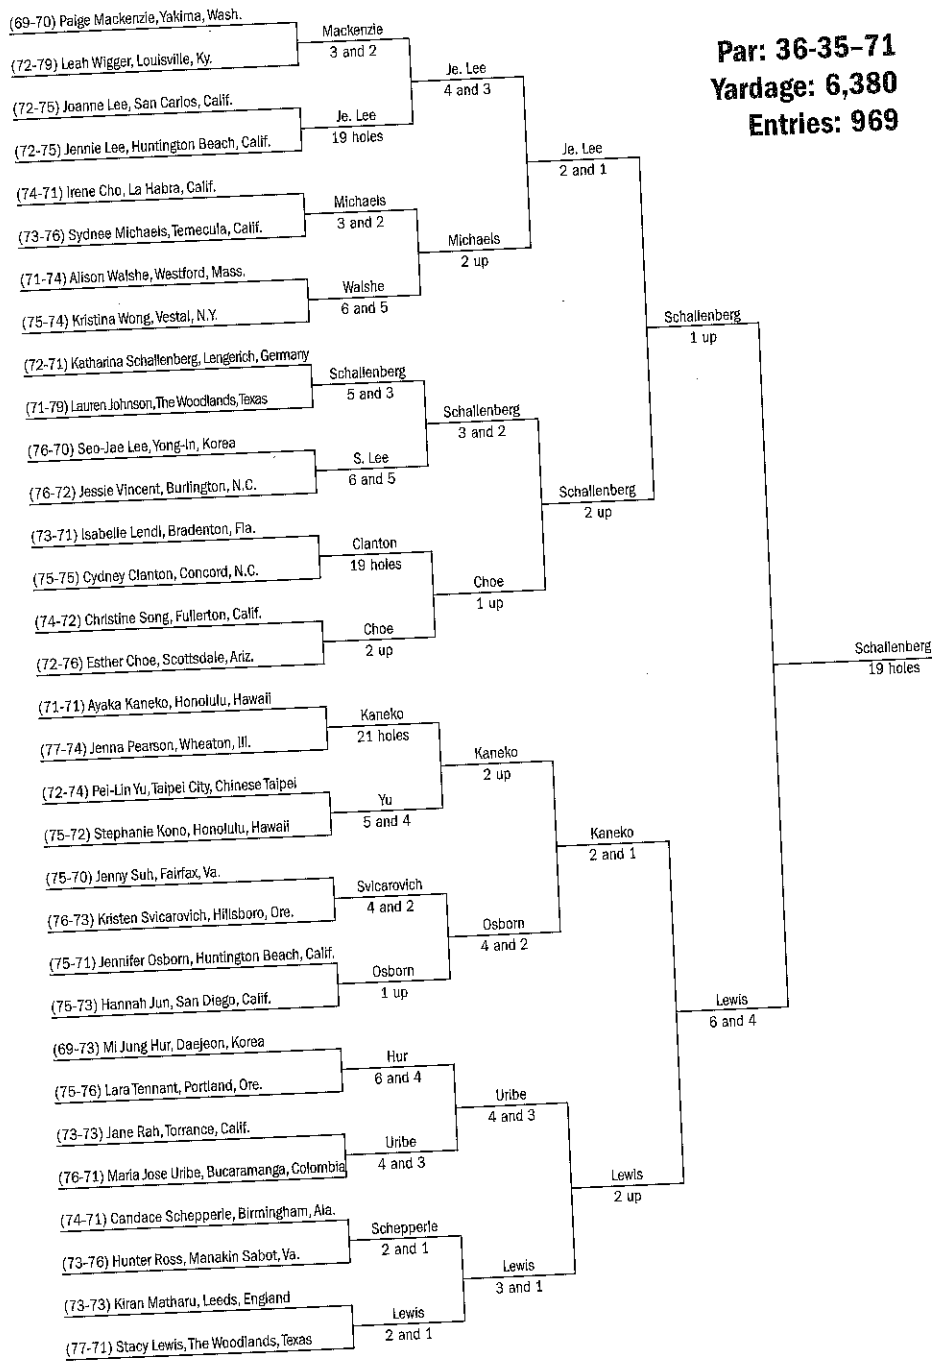 (69-70) Paige Mackenzie, Yakima, Wash.
(72-79) Leah Wigger, Louisville, Ky.
(72-75) Joanne Lee, San Carlos, Calif.
(72-75) Jennie Lee, Huntington Beach, Calif.
(74-71) Irene Cho, La Habra, Calif.
(73-76) Sydnee Michaels, Temecula, Calif.
(71-74) Alison Walshe, Westford, Mass.
(75-74) Kristina Wong, Vestal, N.Y.
(72-71) Katharina Schallenberg, Lengerich, Germany
(71-79) Lauren Johnson, The Woodlands, Texas
(76-70) Seo-Jae Lee, Yong-In, Korea
(76-72) Jessie Vincent, Burlington, N.C.
(73-71) Isabelle Lendl, Bradenton, Fla.
(75-75) Cydney Clanton, Concord, N.C.
(74-72) Christine Song, Fullerton, Calif.
(72-76) Esther Choe, Scottsdale, Ariz.
(71-71) Ayaka Kaneko, Honolulu, Hawaii
(77-74) Jenna Pearson, Wheaton, Ill.
(72-74) Pei-Lin Yu, Taipei City, Chinese Taipei
(75-72) Stephanie Kono, Honolulu, Hawaii
(75-70) Jenny Suh, Fairfax, Va.
(76-73) Kristen Svicarovich, Hillsboro, Ore.
(75-71) Jennifer Osborn, Huntington Beach, Calif.
(75-73) Hannah Jun, San Diego, Calif.
(69-73) Mi Jung Hur, Daejeon, Korea
(75-76) Lara Tennant, Portland, Ore.
(73-73) Jane Rah, Torrance, Calif.
(76-71) Maria Jose Uribe, Bucaramanga, Colombia
(74-71) Candace Schepperle, Birmingham, Ala.
(73-76) Hunter Ross, Manakin Sabot, Va.
(73-73) Kiran Matharu, Leeds, England
(77-71) Stacy Lewis, The Woodlands, Texas
Mackenzie
3 and 2
Je. Lee
19 holes
Michaels
3 and 2
Walshe
6 and 5
Schallenberg
5 and 3
S. Lee
6 and 5
Clanton
19 holes
Choe
2 up
Kaneko
21 holes
Yu
5 and 4
Svicarovich
4 and 2
Osborn
1 up
Hur
6 and 4
Uribe
4 and 3
Schepperle
2 and 1
Lewis
2 and 1
Je. Lee
4 and 3
Michaels
2 up
Schallenberg
3 and 2
Choe
1 up
Kaneko
2 up
Osborn
4 and 2
Uribe
4 and 3
Lewis
3 and 1
Je. Lee
2 and 1
Schallenberg
2 up
Kaneko
2 and 1
Lewis
2 up
Schallenberg
1 up
Lewis
6 and 4
Schallenberg
19 holes
Par: 36-35–71
Yardage: 6,380
Entries: 969